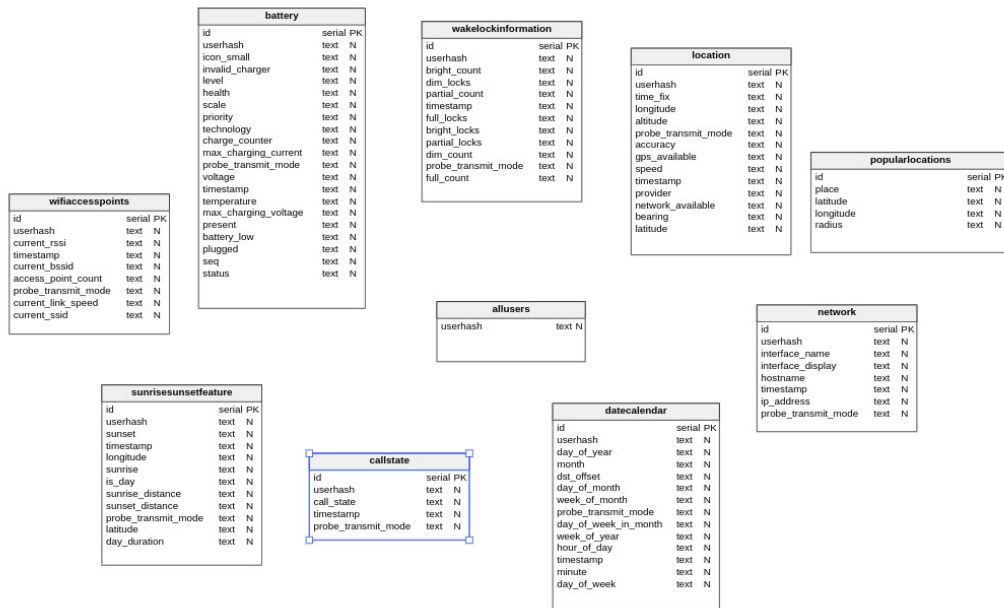 battery
id serial PK
userhash text N
icon_small text N
invalid_charger text N
level text N
health text N
scale text N
priority text N
technology text N
charge_counter text N
max_charging_current text N
probe_transmit_mode text N
voltage text N
timestamp text N
temperature text N
max_charging_voltage text N
present text N
battery_low text N
plugged text N
seq text N
status text N
wakelockinformation
id serial PK
userhash text N
bright_count text N
dim_locks text N
partial_count text N
timestamp text N
full_locks text N
bright_locks text N
partial_locks text N
dim_count text N
probe_transmit_mode text N
full_count text N
location
id serial PK
userhash text N
time_fix text N
longitude text N
altitude text N
probe_transmit_mode text N
accuracy text N
gps_available text N
speed text N
timestamp text N
provider text N
network_available text N
bearing text N
latitude text N
popularlocations
id serial PK
place text N
latitude text N
longitude text N
radius text N
wifiaccesspoints
id serial PK
userhash text N
current_rssi text N
timestamp text N
current_bssid text N
access_point_count text N
probe_transmit_mode text N
current_link_speed text N
current_ssid text N
allusers
userhash text N
network
id serial PK
userhash text N
interface_name text N
interface_display text N
hostname text N
timestamp text N
ip_address text N
probe_transmit_mode text N
sunrisesunsetfeature
id serial PK
userhash text N
sunset text N
timestamp text N
longitude text N
sunrise text N
is_day text N
sunrise_distance text N
sunset_distance text N
probe_transmit_mode text N
latitude text N
day_duration text N
callstate
id serial PK
userhash text N
call_state text N
timestamp text N
probe_transmit_mode text N
datecalendar
id serial PK
userhash text N
day_of_year text N
month text N
dst_offset text N
day_of_month text N
week_of_month text N
probe_transmit_mode text N
day_of_week_in_month text N
week_of_year text N
hour_of_day text N
timestamp text N
minute text N
day_of_week text N